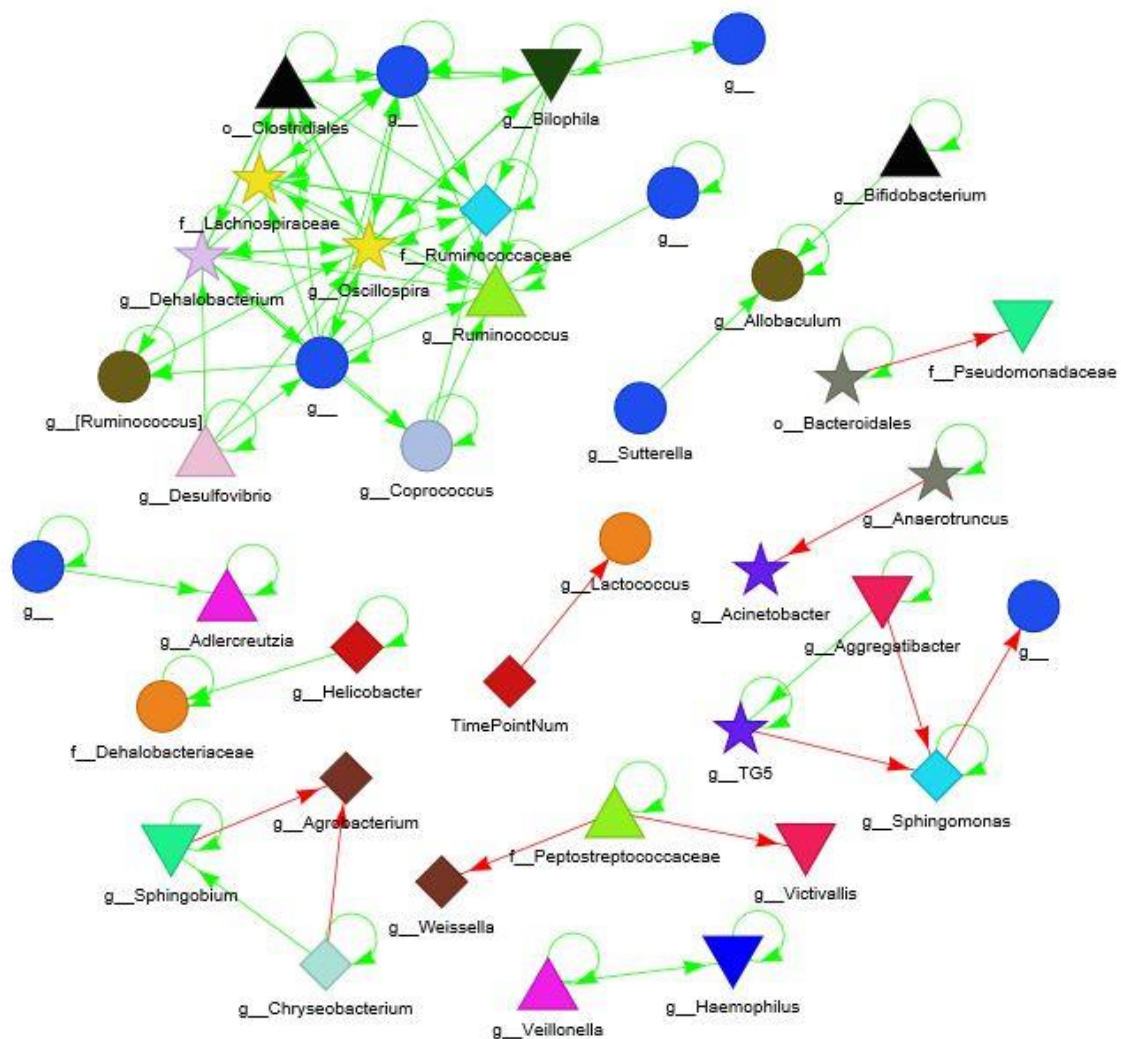 g__
g__
o__Clostridiales
g__Bilophila
g__Bifidobacterium
f__Lachnospiraceae
g__
f__Ruminococcaceae
g__Dehalobacterium
g__Oscillospira
g__Allobaculum
g__Ruminococcus
f__Pseudomonadaceae
g__
g__[Ruminococcus]
o__Bacteroidales
g__Sutterella
g__Desulfovibrio
g__Coprococcus
g__Anaerotruncus
g__Lactococcus
g__
g__Acinetobacter
g__Adlercreutzia
g__Aggregatibacter
g__
g__Helicobacter
TimePointNum
f__Dehalobacteriaceae
g__TG5
g__Sphingomonas
g__Agrobacterium
f__Peptostreptococcaceae
g__Sphingobium
g__Victivallis
g__Weissella
g__Chryseobacterium
g__Haemophilus
g__Veillonella